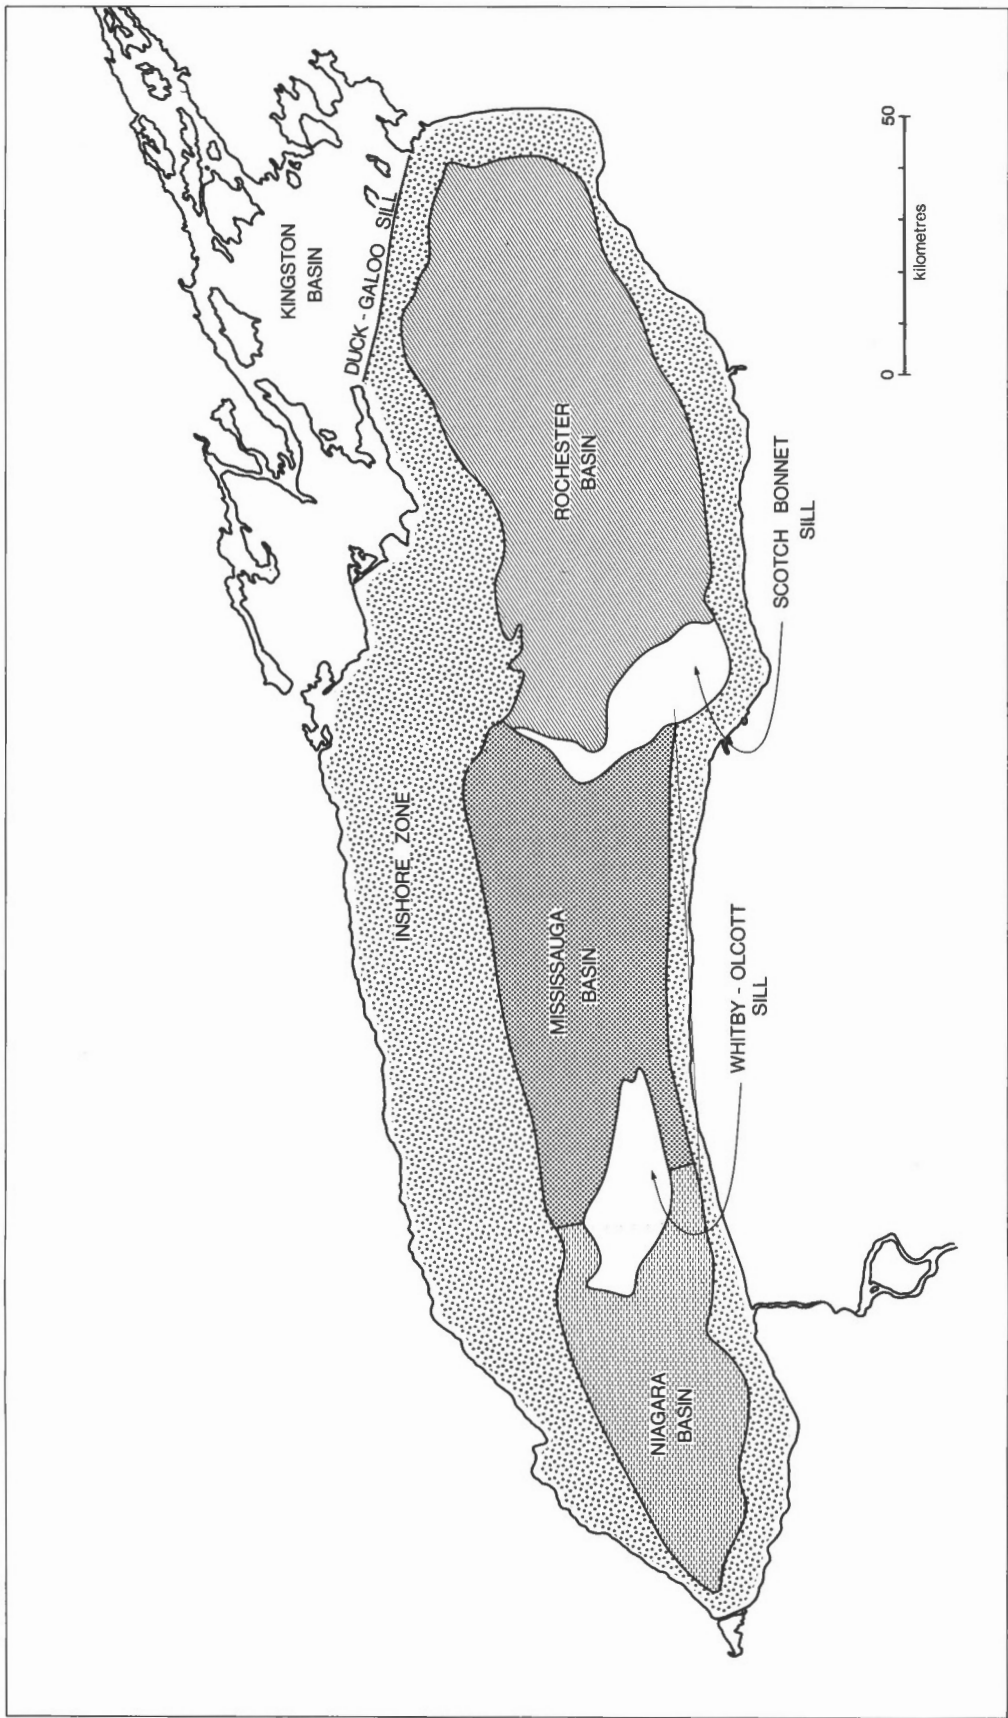 KINGSTON
BASIN
DUCK - GALOO SILL
ROCHESTER
BASIN
INSHORE ZONE
MISSISSAUGA
BASIN
NIAGARA
BASIN
SCOTCH BONNET
SILL
WHITBY - OLCOTT
SILL
0
50
kilometres